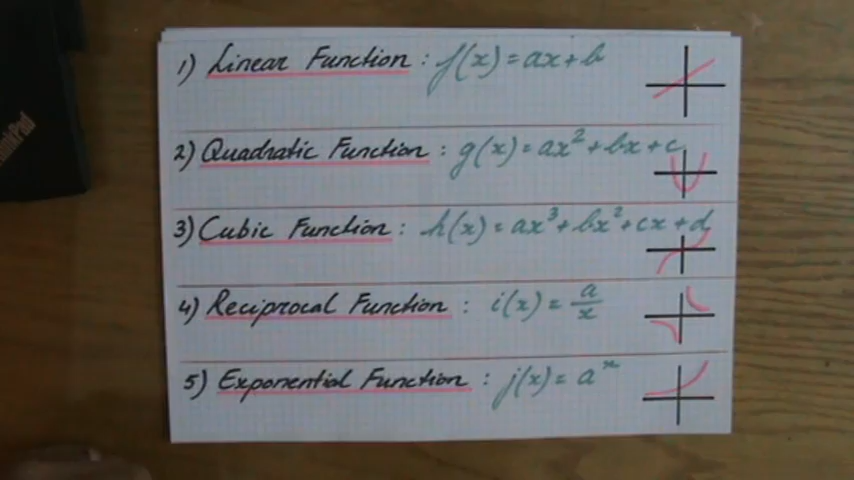 1) Linear Function : f(x) = ax + b
2) Quadratic Function : g(x) = ax² + bx + c
3) Cubic Function : h(x) = ax³ + bx² + cx + d
4) Reciprocal Function : i(x) = a/x
5) Exponential Function : j(x) = aˣ
ThinkPad